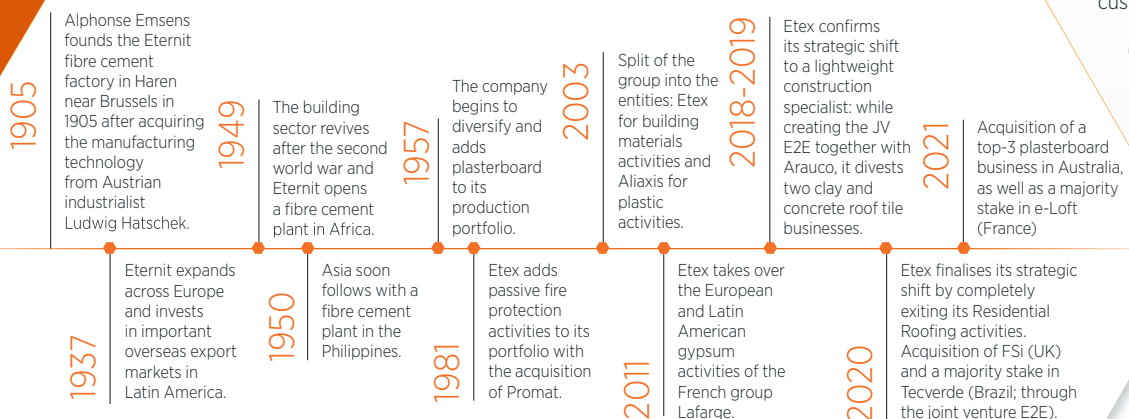 cus
1905
Alphonse Emsens
founds the Eternit
fibre cement
factory in Haren
near Brussels in
1905 after acquiring
the manufacturing
technology
from Austrian
industrialist
Ludwig Hatschek.
1937
Eternit expands
across Europe
and invests
in important
overseas export
markets in
Latin America.
1949
The building
sector revives
after the second
world war and
Eternit opens
a fibre cement
plant in Africa.
1950
Asia soon
follows with a
fibre cement
plant in the
Philippines.
1957
The company
begins to
diversify and
adds
plasterboard
to its
production
portfolio.
1981
Etex adds
passive fire
protection
activities to its
portfolio with
the acquisition
of Promat.
2003
Split of the
group into the
entities: Etex
for building
materials
activities and
Aliaxis for
plastic
activities.
2011
Etex takes over
the European
and Latin
American
gypsum
activities of the
French group
Lafarge.
2018-2019
Etex confirms
its strategic shift
to a lightweight
construction
specialist: while
creating the JV
E2E together with
Arauco, it divests
two clay and
concrete roof tile
businesses.
2020
Etex finalises its strategic
shift by completely
exiting its Residential
Roofing activities.
Acquisition of FSi (UK)
and a majority stake in
Tecverde (Brazil; through
the joint venture E2E).
2021
Acquisition of a
top-3 plasterboard
business in Australia,
as well as a majority
stake in e-Loft
(France)